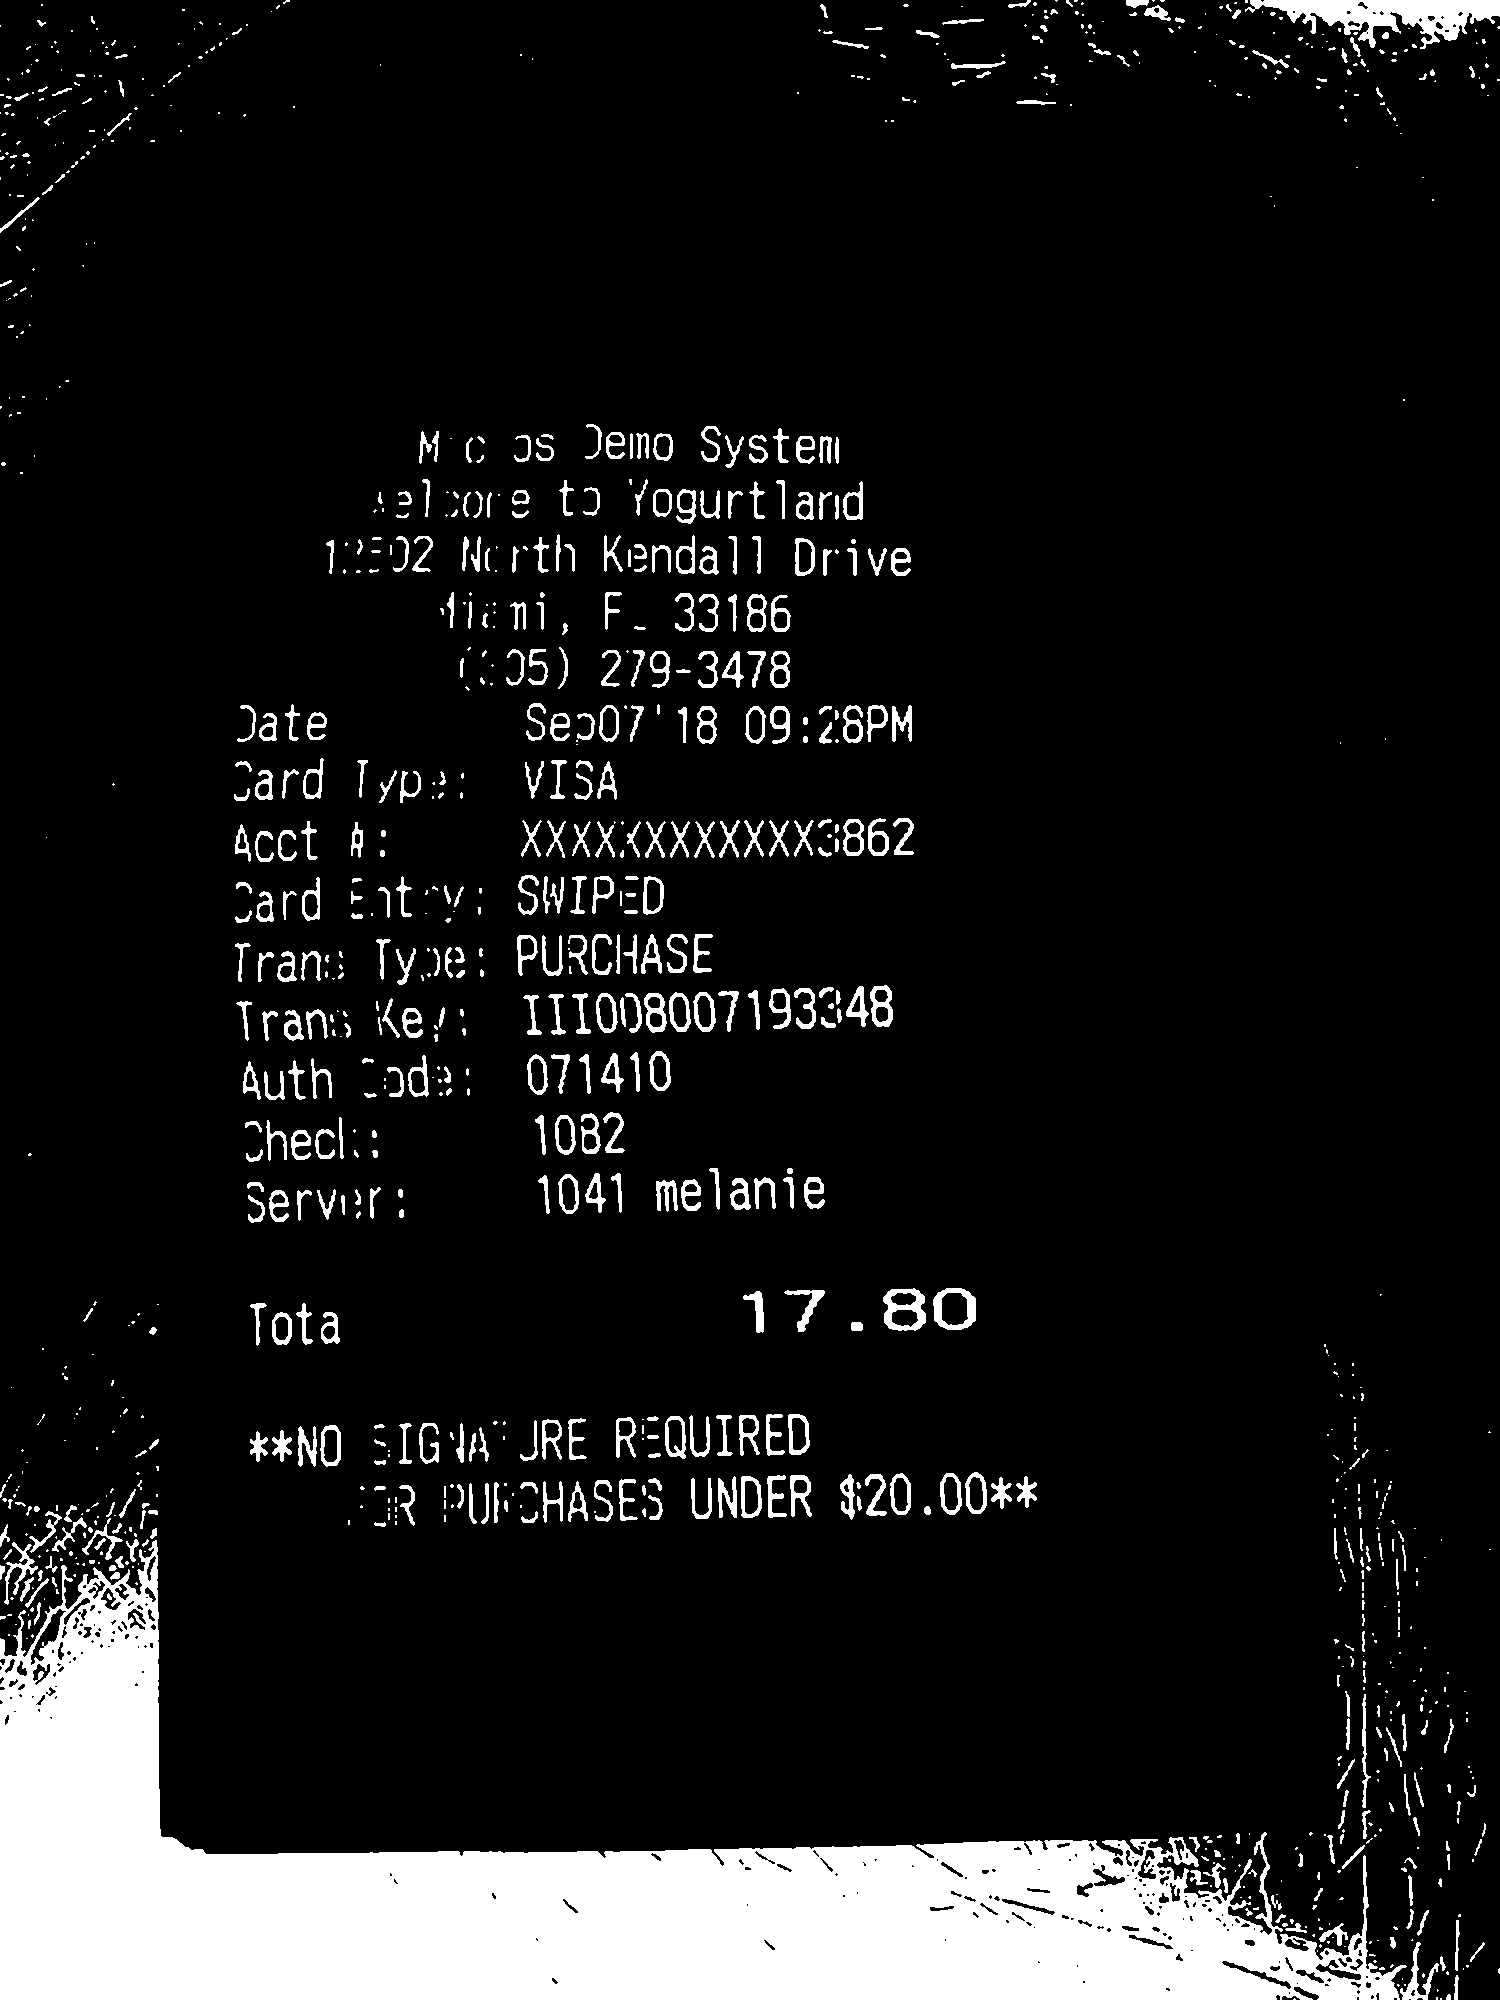 Micros Demo System
Welcome to Yogurtland
12502 North Kendall Drive
Miami, FL 33186
(305) 279-3478
Date Sep07'18 09:28PM
Card Type: VISA
Acct #: XXXXXXXXXXXX3862
Card Entry: SWIPED
Trans Type: PURCHASE
Trans Key: III008007193348
Auth Code: 071410
Check: 1082
Server: 1041 melanie
Tota 17.80
**NO SIGNATURE REQUIRED
FOR PURCHASES UNDER $20.00**